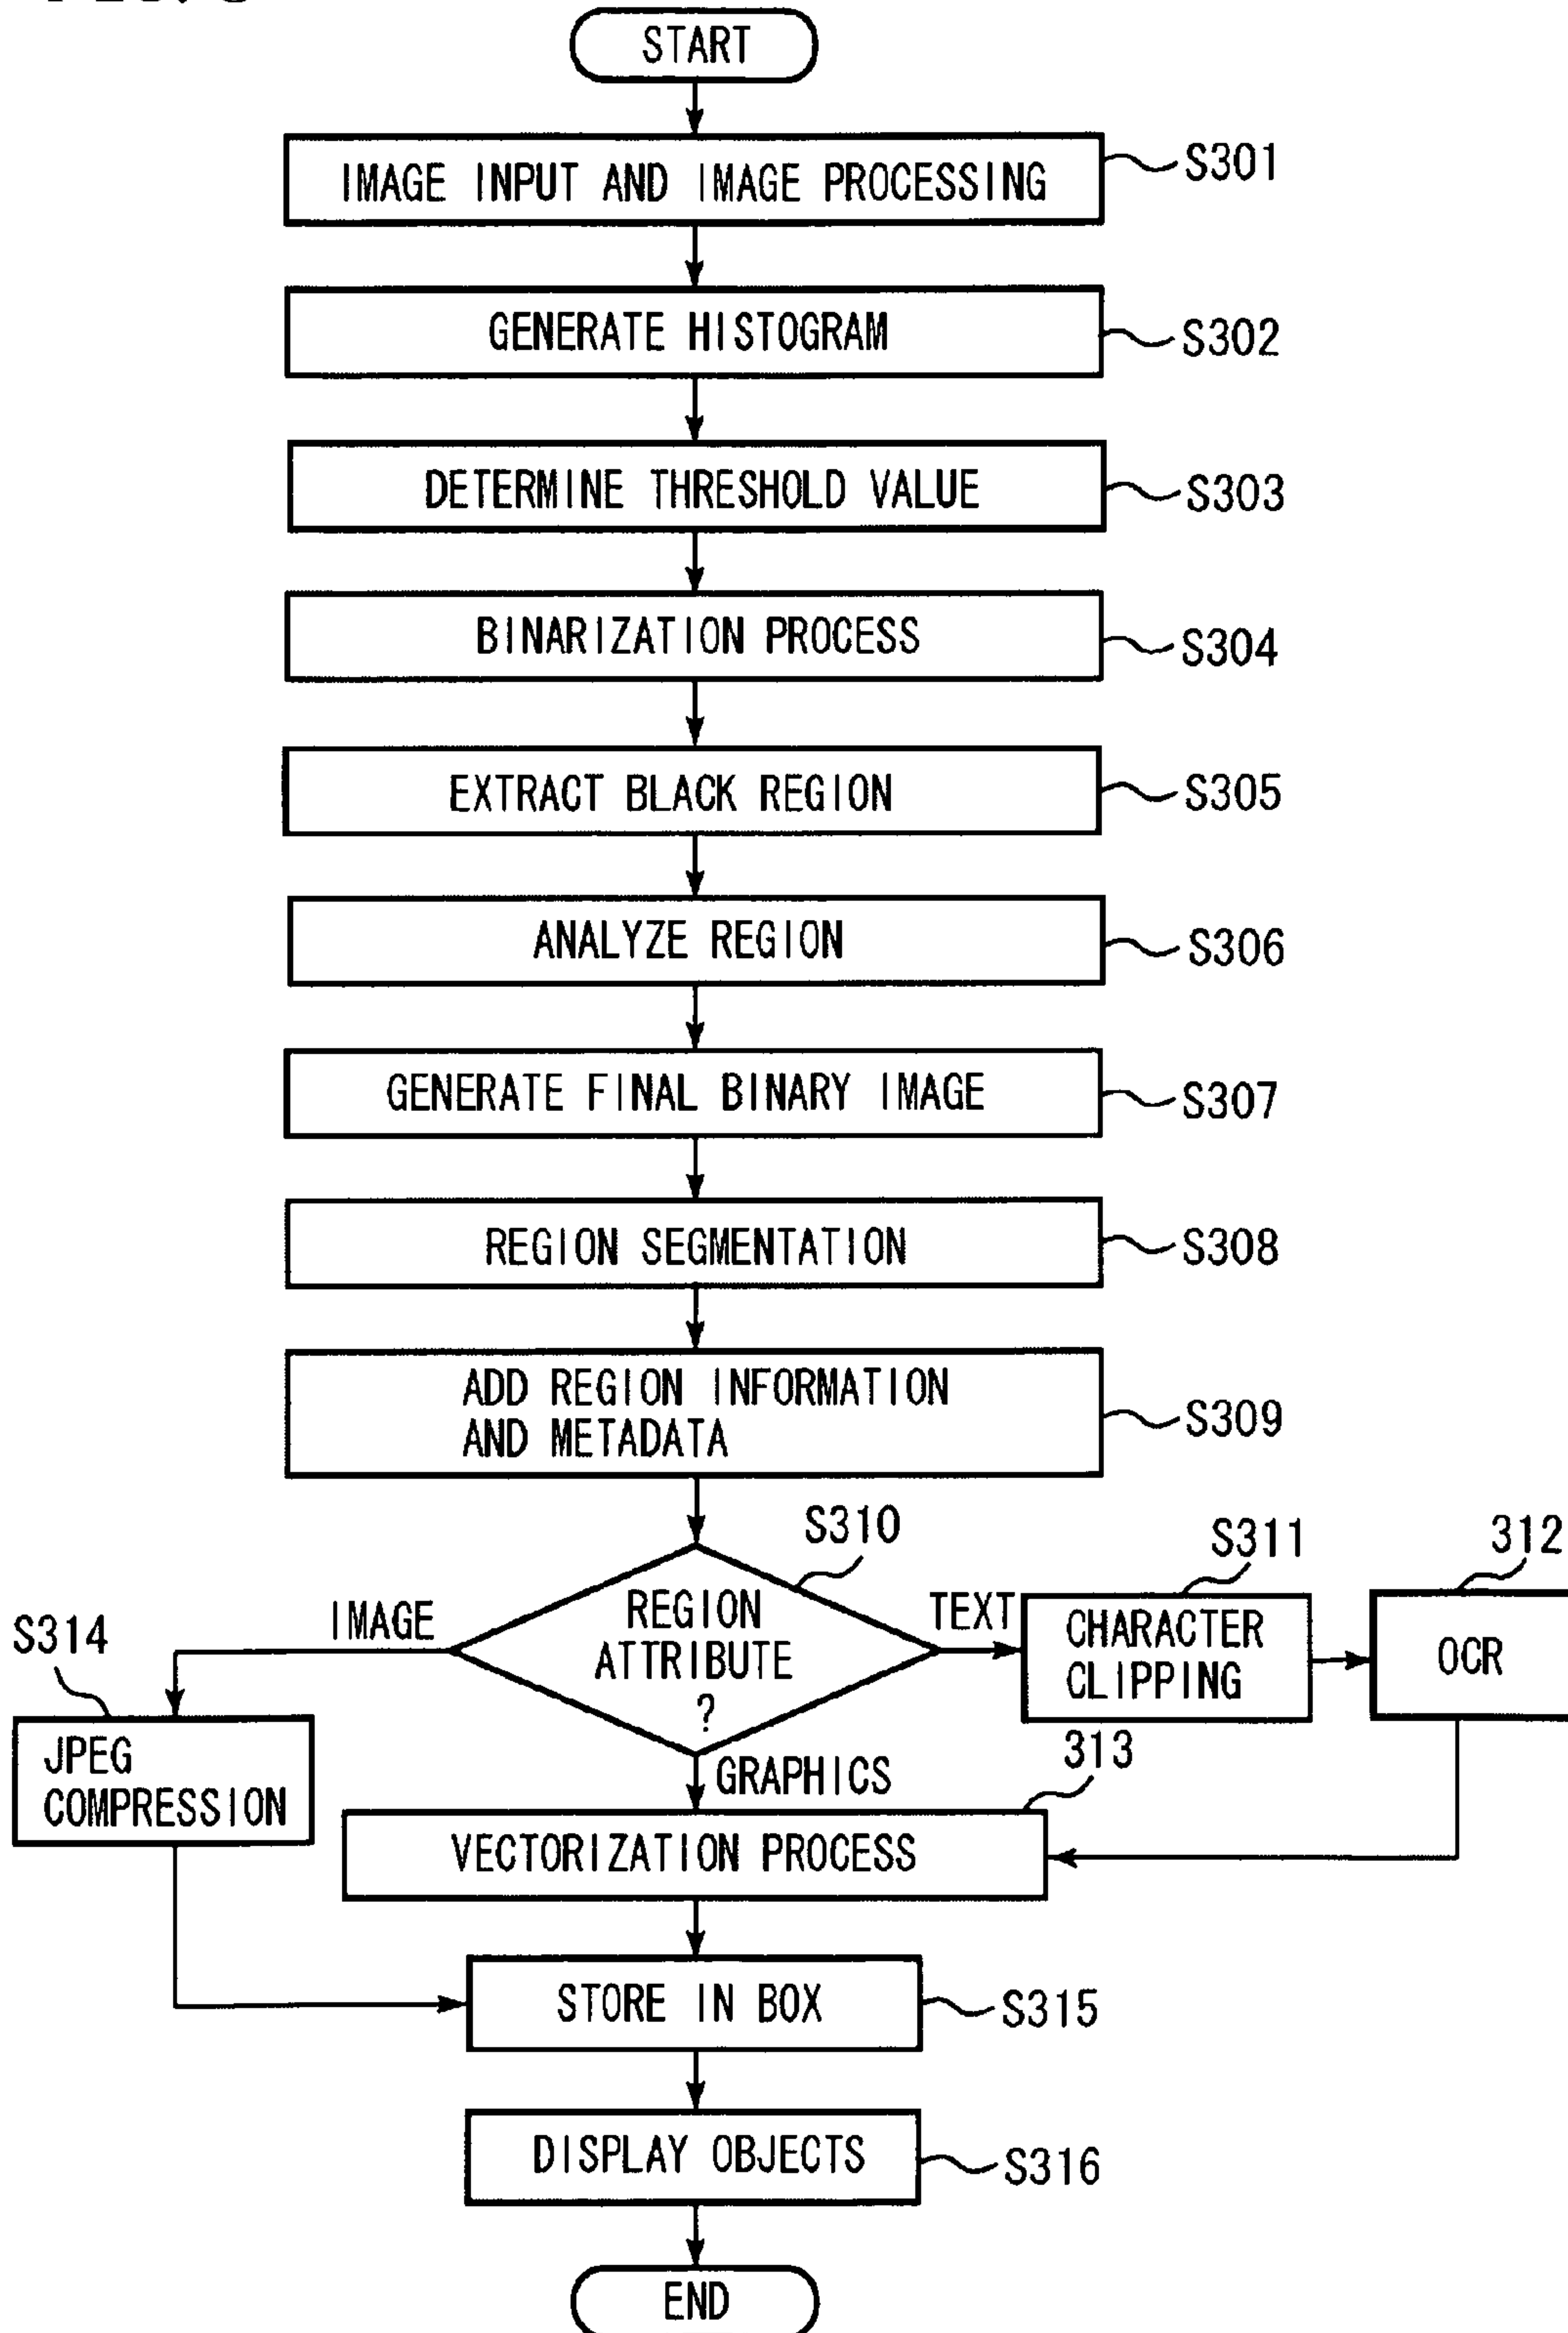 START
IMAGE INPUT AND IMAGE PROCESSING
S301
GENERATE HISTOGRAM
S302
DETERMINE THRESHOLD VALUE
S303
BINARIZATION PROCESS
S304
EXTRACT BLACK REGION
S305
ANALYZE REGION
S306
GENERATE FINAL BINARY IMAGE
S307
REGION SEGMENTATION
S308
ADD REGION INFORMATION
AND METADATA
S309
S310
REGION
ATTRIBUTE
?
IMAGE
TEXT
GRAPHICS
S311
CHARACTER
CLIPPING
312
OCR
S314
JPEG
COMPRESSION
313
VECTORIZATION PROCESS
STORE IN BOX
S315
DISPLAY OBJECTS
S316
END